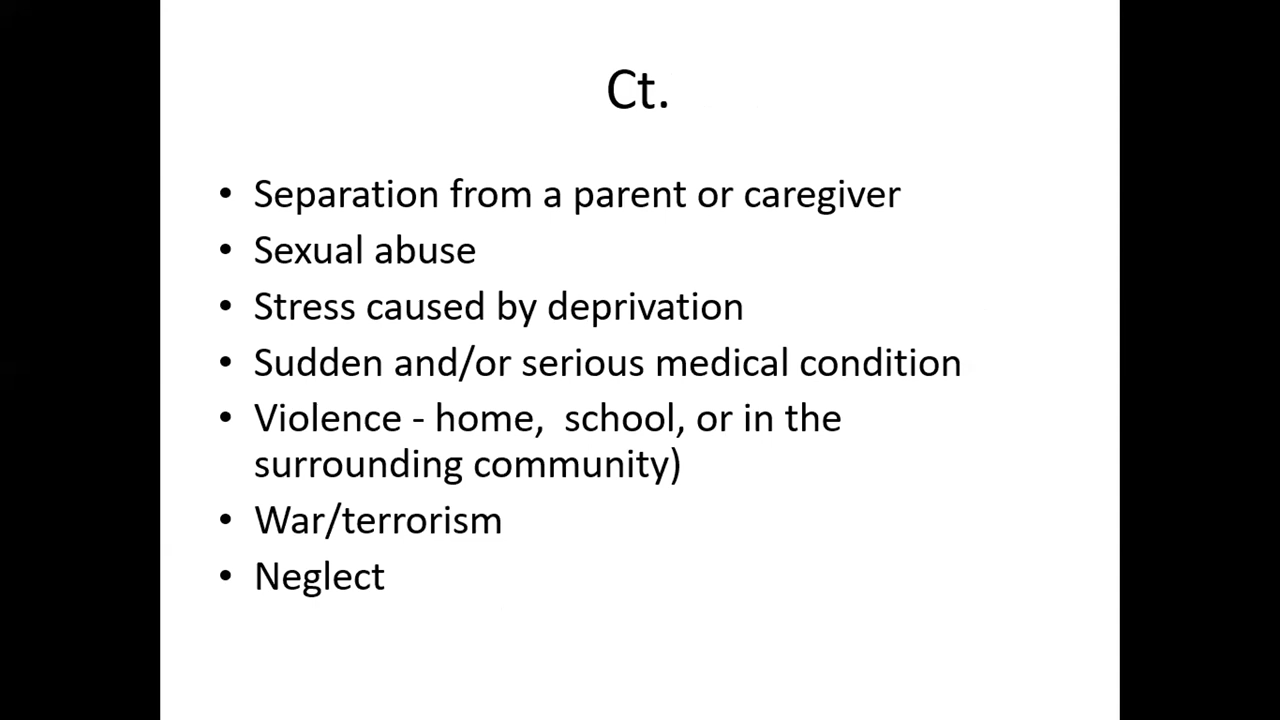 Ct.
• Separation from a parent or caregiver
• Sexual abuse
• Stress caused by deprivation
• Sudden and/or serious medical condition
• Violence - home,  school, or in the
surrounding community)
• War/terrorism
• Neglect